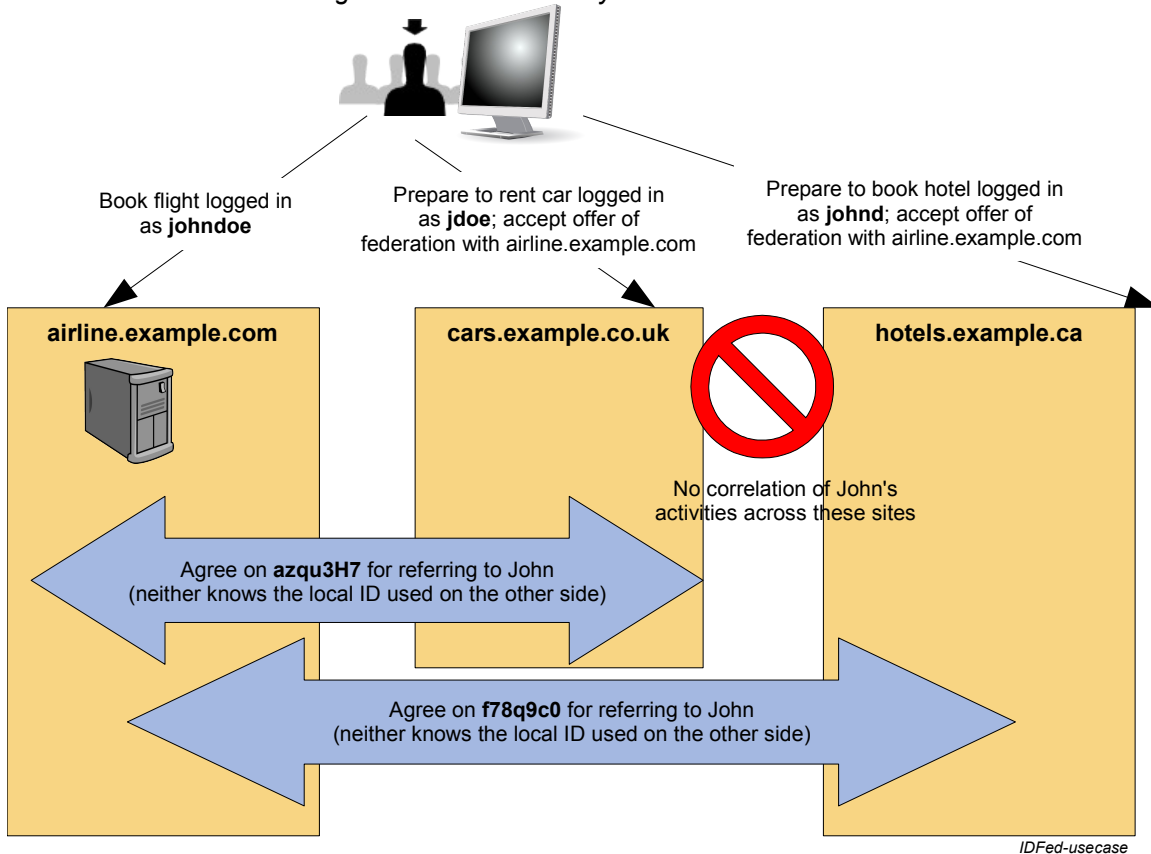 Book flight logged in
as johndoe
Prepare to rent car logged in
as jdoe; accept offer of
federation with airline.example.com
Prepare to book hotel logged in
as johnd; accept offer of
federation with airline.example.com
airline.example.com
cars.example.co.uk
hotels.example.ca
No correlation of John's
activities across these sites
Agree on azqu3H7 for referring to John
(neither knows the local ID used on the other side)
Agree on f78q9c0 for referring to John
(neither knows the local ID used on the other side)
IDFed-usecase